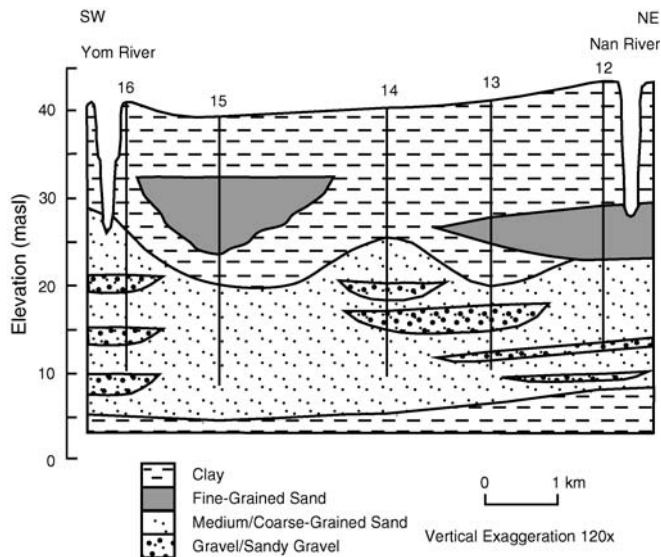 SW
NE
Yom River
Nan River
16
15
14
13
12
40
30
20
10
0
Elevation (masl)
Clay
Fine-Grained Sand
Medium/Coarse-Grained Sand
Gravel/Sandy Gravel
0 1 km
Vertical Exaggeration 120x